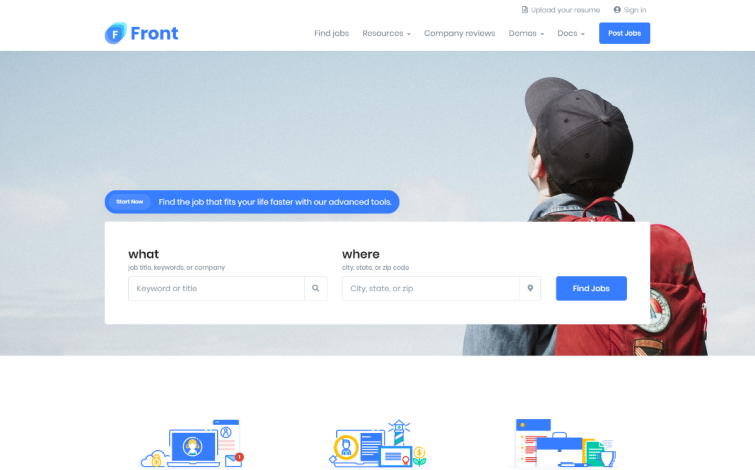 Upload your resume Sign in
F Front
Find jobs Resources Company reviews Demos Docs Post Jobs
Start Now Find the job that fits your life faster with our advanced tools.
what
job title, keywords, or company
Keyword or title
where
city, state, or zip code
City, state, or zip
Find Jobs
1